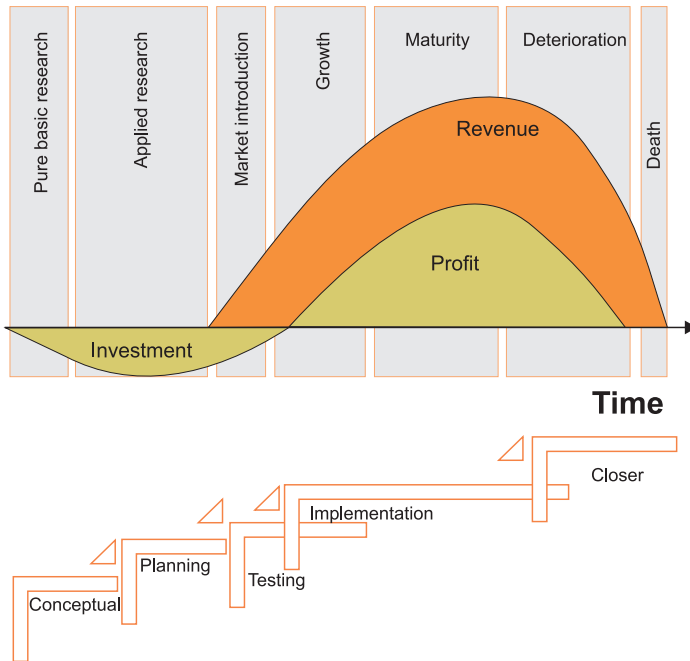 Pure basic research
Applied research
Market introduction
Growth
Maturity
Deterioration
Death
Revenue
Profit
Investment
Time
Closer
Implementation
Planning
Testing
Conceptual